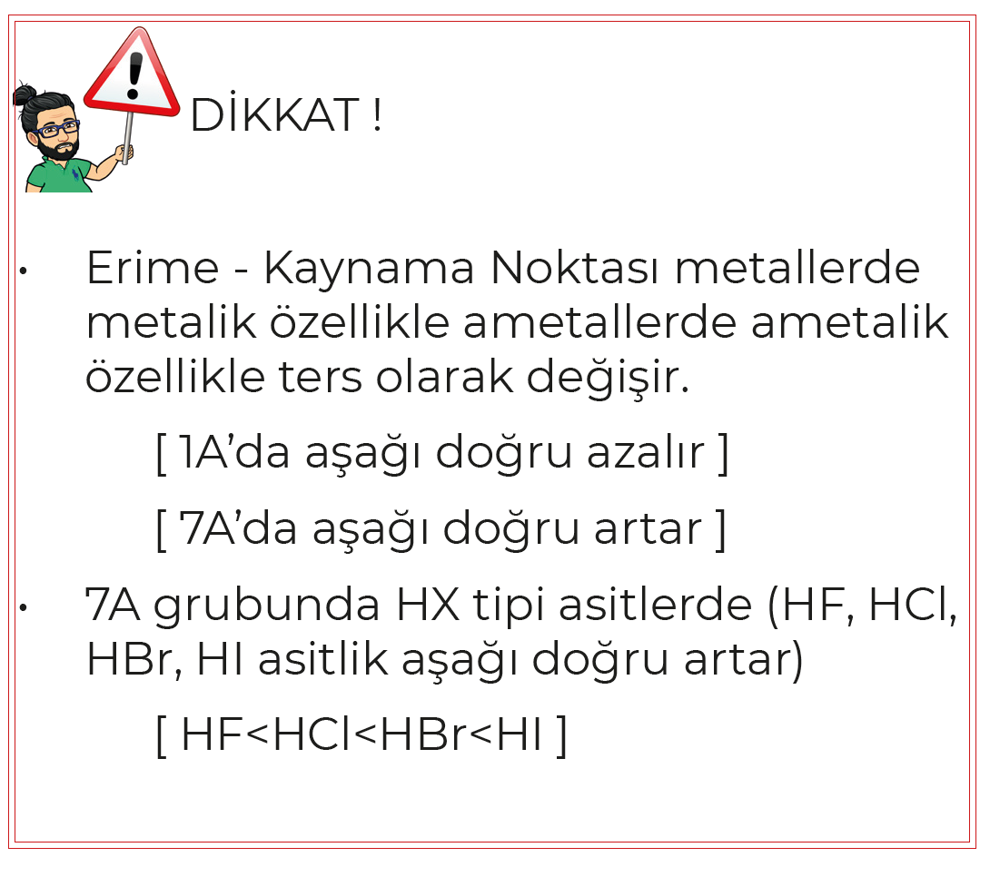 DİKKAT !
• Erime - Kaynama Noktası metallerde
metalik özellikle ametallerde ametalik
özellikle ters olarak değişir.
[ 1A’da aşağı doğru azalır ]
[ 7A’da aşağı doğru artar ]
• 7A grubunda HX tipi asitlerde (HF, HCl,
HBr, HI asitlik aşağı doğru artar)
[ HF<HCl<HBr<HI ]